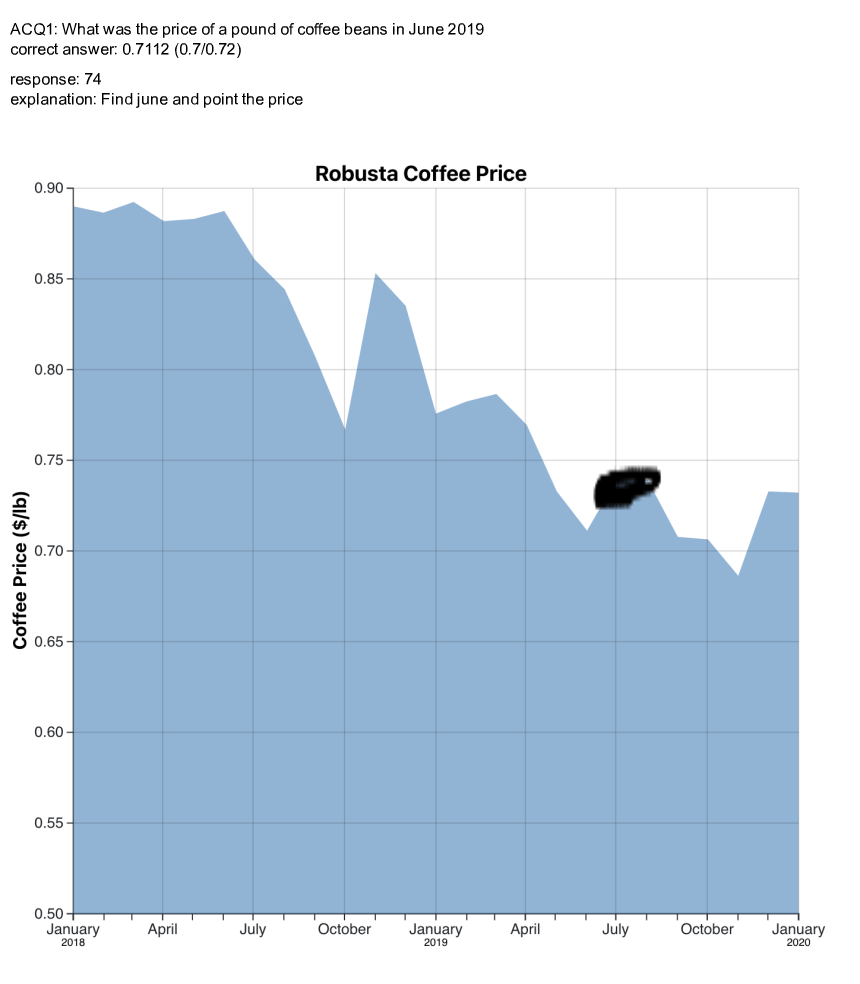 ACQ1: What was the price of a pound of coffee beans in June 2019
correct answer: 0.7112 (0.7/0.72)
response: 74
explanation: Find june and point the price
Robusta Coffee Price
0.90
0.85
0.80
0.75
0.70
0.65
0.60
0.55
0.50
Coffee Price ($/lb)
January April July October January April July October January
2018 2019 2020